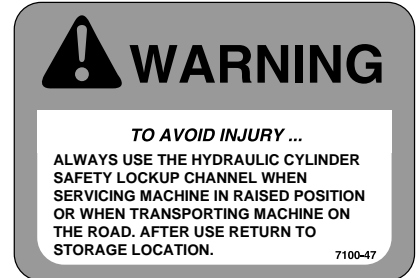 WARNING
TO AVOID INJURY ...
ALWAYS USE THE HYDRAULIC CYLINDER
SAFETY LOCKUP CHANNEL WHEN
SERVICING MACHINE IN RAISED POSITION
OR WHEN TRANSPORTING MACHINE ON
THE ROAD. AFTER USE RETURN TO
STORAGE LOCATION.
7100-47